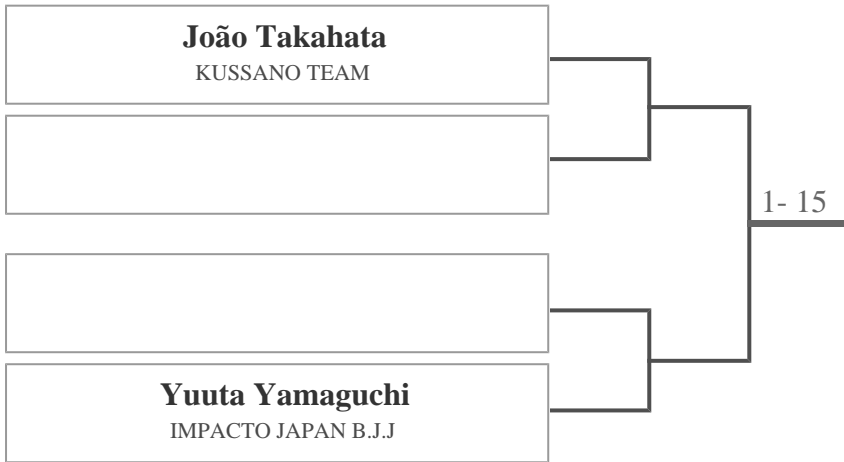 João Takahata
KUSSANO TEAM
1- 15
Yuuta Yamaguchi
IMPACTO JAPAN B.J.J